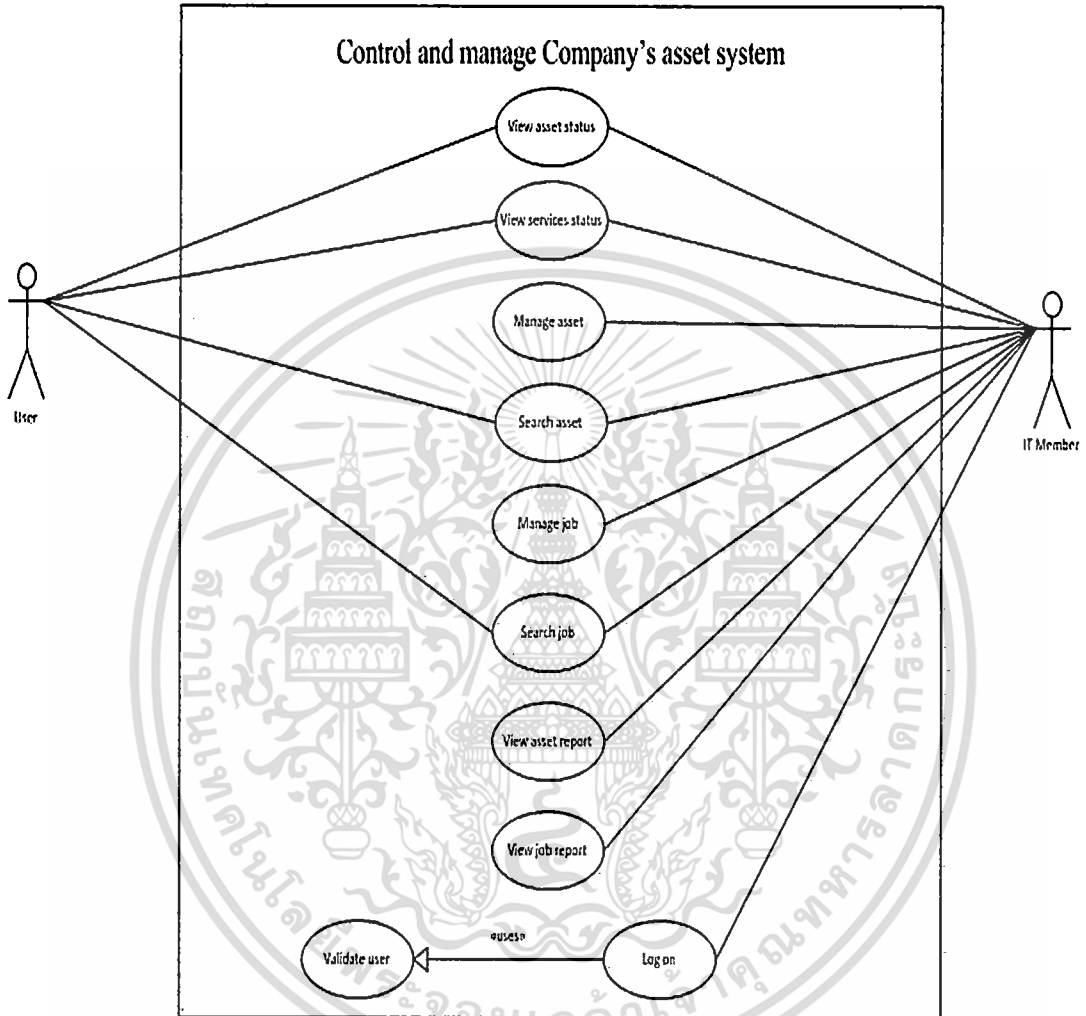 Control and manage Company's asset system
View asset status
View services status
Manage asset
User
Search asset
IT Member
Manage job
Search job
View asset report
View job report
«uses»
Validate user
Log on